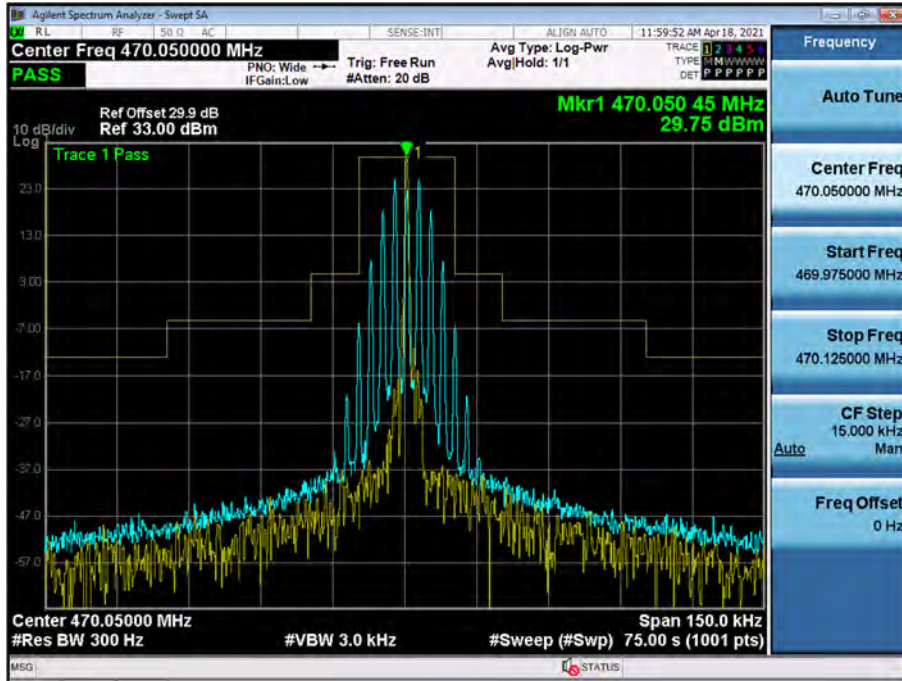 Agilent Spectrum Analyzer - Swept SA
RL RF 50 Ω AC SENSE:INT ALIGN AUTO 11:59:52 AM Apr 18, 2021
Center Freq 470.050000 MHz
PASS
PNO: Wide
IFGain:Low
Trig: Free Run
#Atten: 20 dB
Avg Type: Log-Pwr
Avg|Hold: 1/1
TRACE 1 2 3 4 5 6
TYPE M M W W W W
DET P P P P P P
Ref Offset 29.9 dB
10 dB/div Ref 33.00 dBm
Log
Mkr1 470.050 45 MHz
29.75 dBm
Trace 1 Pass
1
23.0
13.0
3.00
-7.00
-17.0
-27.0
-37.0
-47.0
-57.0
Center 470.05000 MHz
Span 150.0 kHz
#Res BW 300 Hz
#VBW 3.0 kHz
#Sweep (#Swp) 75.00 s (1001 pts)
MSG
STATUS
Frequency
Auto Tune
Center Freq
470.050000 MHz
Start Freq
469.975000 MHz
Stop Freq
470.125000 MHz
CF Step
15.000 kHz
Auto Man
Freq Offset
0 Hz